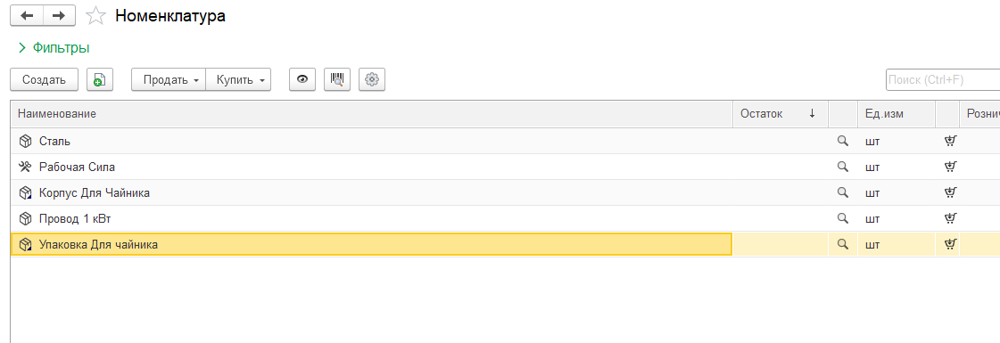 Номенклатура
Фильтры
Создать Продать Купить Поиск (Ctrl+F)
Наименование Остаток ↓ Ед.изм Рознич
Сталь шт
Рабочая Сила шт
Корпус Для Чайника шт
Провод 1 кВт шт
Упаковка Для чайника шт